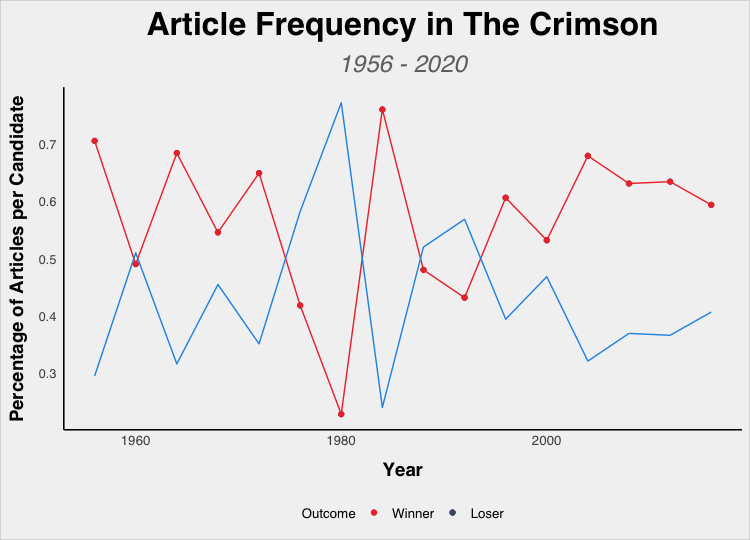 Article Frequency in The Crimson
1956 - 2020
Percentage of Articles per Candidate
0.7
0.6
0.5
0.4
0.3
1960 1980 2000
Year
Outcome Winner Loser